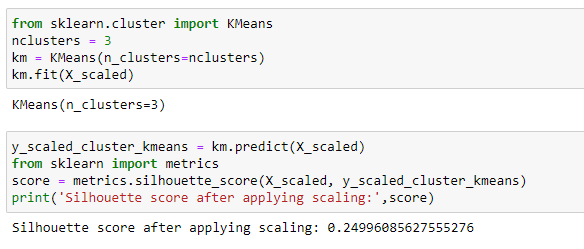 from sklearn.cluster import KMeans
nclusters = 3
km = KMeans(n_clusters=nclusters)
km.fit(X_scaled)
KMeans(n_clusters=3)
y_scaled_cluster_kmeans = km.predict(X_scaled)
from sklearn import metrics
score = metrics.silhouette_score(X_scaled, y_scaled_cluster_kmeans)
print('Silhouette score after applying scaling:',score)
Silhouette score after applying scaling: 0.24996085627555276